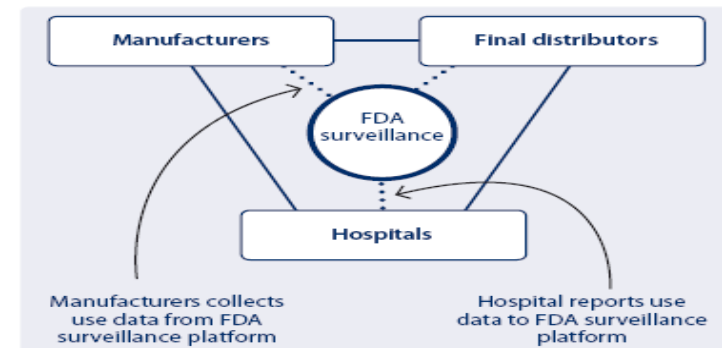 Manufacturers
Final distributors
FDA
surveillance
Hospitals
Manufacturers collects
use data from FDA
surveillance platform
Hospital reports use
data to FDA surveillance
platform